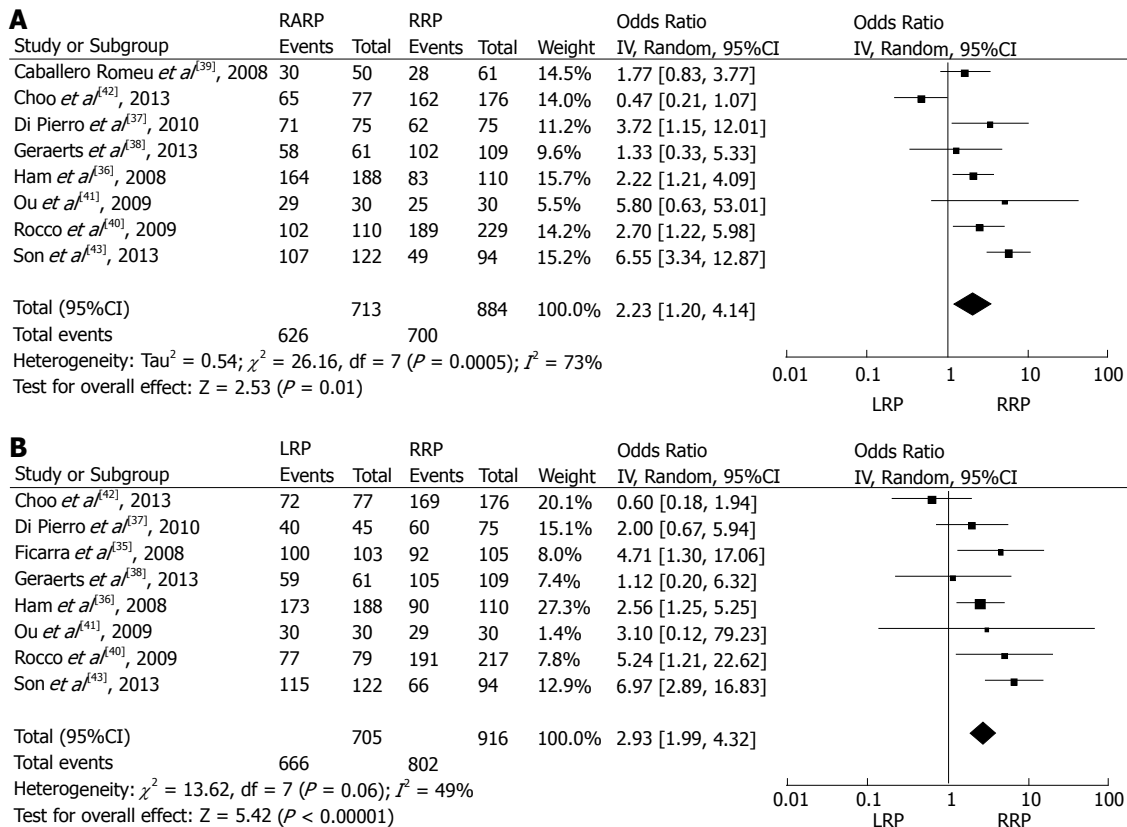 A
RARP RRP Odds Ratio Odds Ratio
Study or Subgroup Events Total Events Total Weight IV, Random, 95%CI IV, Random, 95%CI
Caballero Romeu et al[39], 2008 30 50 28 61 14.5% 1.77 [0.83, 3.77]
Choo et al[42], 2013 65 77 162 176 14.0% 0.47 [0.21, 1.07]
Di Pierro et al[37], 2010 71 75 62 75 11.2% 3.72 [1.15, 12.01]
Geraerts et al[38], 2013 58 61 102 109 9.6% 1.33 [0.33, 5.33]
Ham et al[36], 2008 164 188 83 110 15.7% 2.22 [1.21, 4.09]
Ou et al[41], 2009 29 30 25 30 5.5% 5.80 [0.63, 53.01]
Rocco et al[40], 2009 102 110 189 229 14.2% 2.70 [1.22, 5.98]
Son et al[43], 2013 107 122 49 94 15.2% 6.55 [3.34, 12.87]
Total (95%CI) 713 884 100.0% 2.23 [1.20, 4.14]
Total events 626 700
Heterogeneity: Tau² = 0.54; χ² = 26.16, df = 7 (P = 0.0005); I² = 73%
Test for overall effect: Z = 2.53 (P = 0.01)
0.01 0.1 1 10 100
LRP RRP
B
LRP RRP Odds Ratio Odds Ratio
Study or Subgroup Events Total Events Total Weight IV, Random, 95%CI IV, Random, 95%CI
Choo et al[42], 2013 72 77 169 176 20.1% 0.60 [0.18, 1.94]
Di Pierro et al[37], 2010 40 45 60 75 15.1% 2.00 [0.67, 5.94]
Ficarra et al[35], 2008 100 103 92 105 8.0% 4.71 [1.30, 17.06]
Geraerts et al[38], 2013 59 61 105 109 7.4% 1.12 [0.20, 6.32]
Ham et al[36], 2008 173 188 90 110 27.3% 2.56 [1.25, 5.25]
Ou et al[41], 2009 30 30 29 30 1.4% 3.10 [0.12, 79.23]
Rocco et al[40], 2009 77 79 191 217 7.8% 5.24 [1.21, 22.62]
Son et al[43], 2013 115 122 66 94 12.9% 6.97 [2.89, 16.83]
Total (95%CI) 705 916 100.0% 2.93 [1.99, 4.32]
Total events 666 802
Heterogeneity: χ² = 13.62, df = 7 (P = 0.06); I² = 49%
Test for overall effect: Z = 5.42 (P < 0.00001)
0.01 0.1 1 10 100
LRP RRP